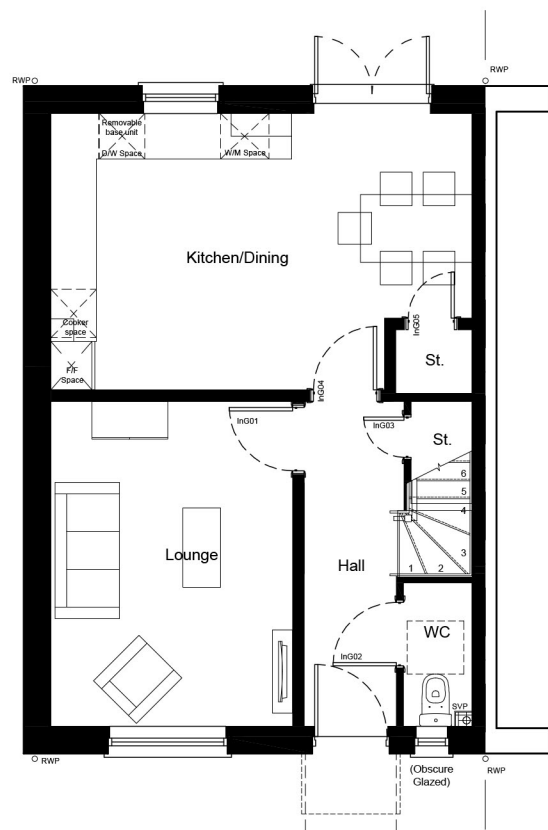 RWP
RWP
Removable
base unit
D/W Space
W/M Space
Kitchen/Dining
InG05
Cooker
space
F/F
Space
St.
InG04
InG01
InG03
St.
6
5
4
3
2
1
Lounge
Hall
WC
InG02
SVP
RWP
RWP
(Obscure
Glazed)